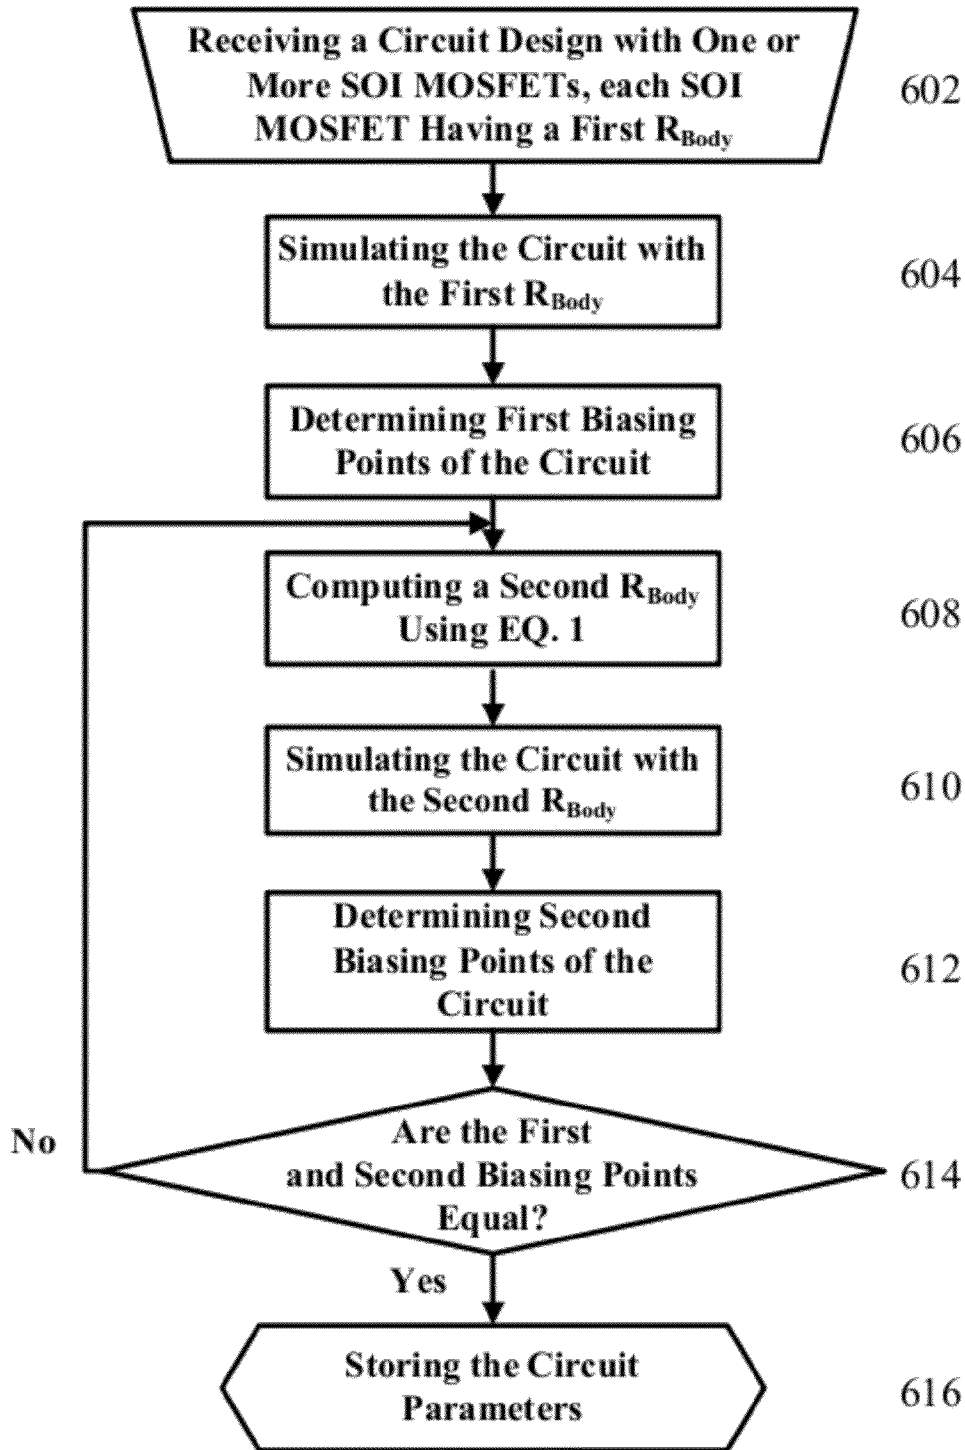 Receiving a Circuit Design with One or
More SOI MOSFETs, each SOI
MOSFET Having a First RBody
602
Simulating the Circuit with
the First RBody
604
Determining First Biasing
Points of the Circuit
606
Computing a Second RBody
Using EQ. 1
608
Simulating the Circuit with
the Second RBody
610
Determining Second
Biasing Points of the
Circuit
612
Are the First
and Second Biasing Points
Equal?
614
No
Yes
Storing the Circuit
Parameters
616